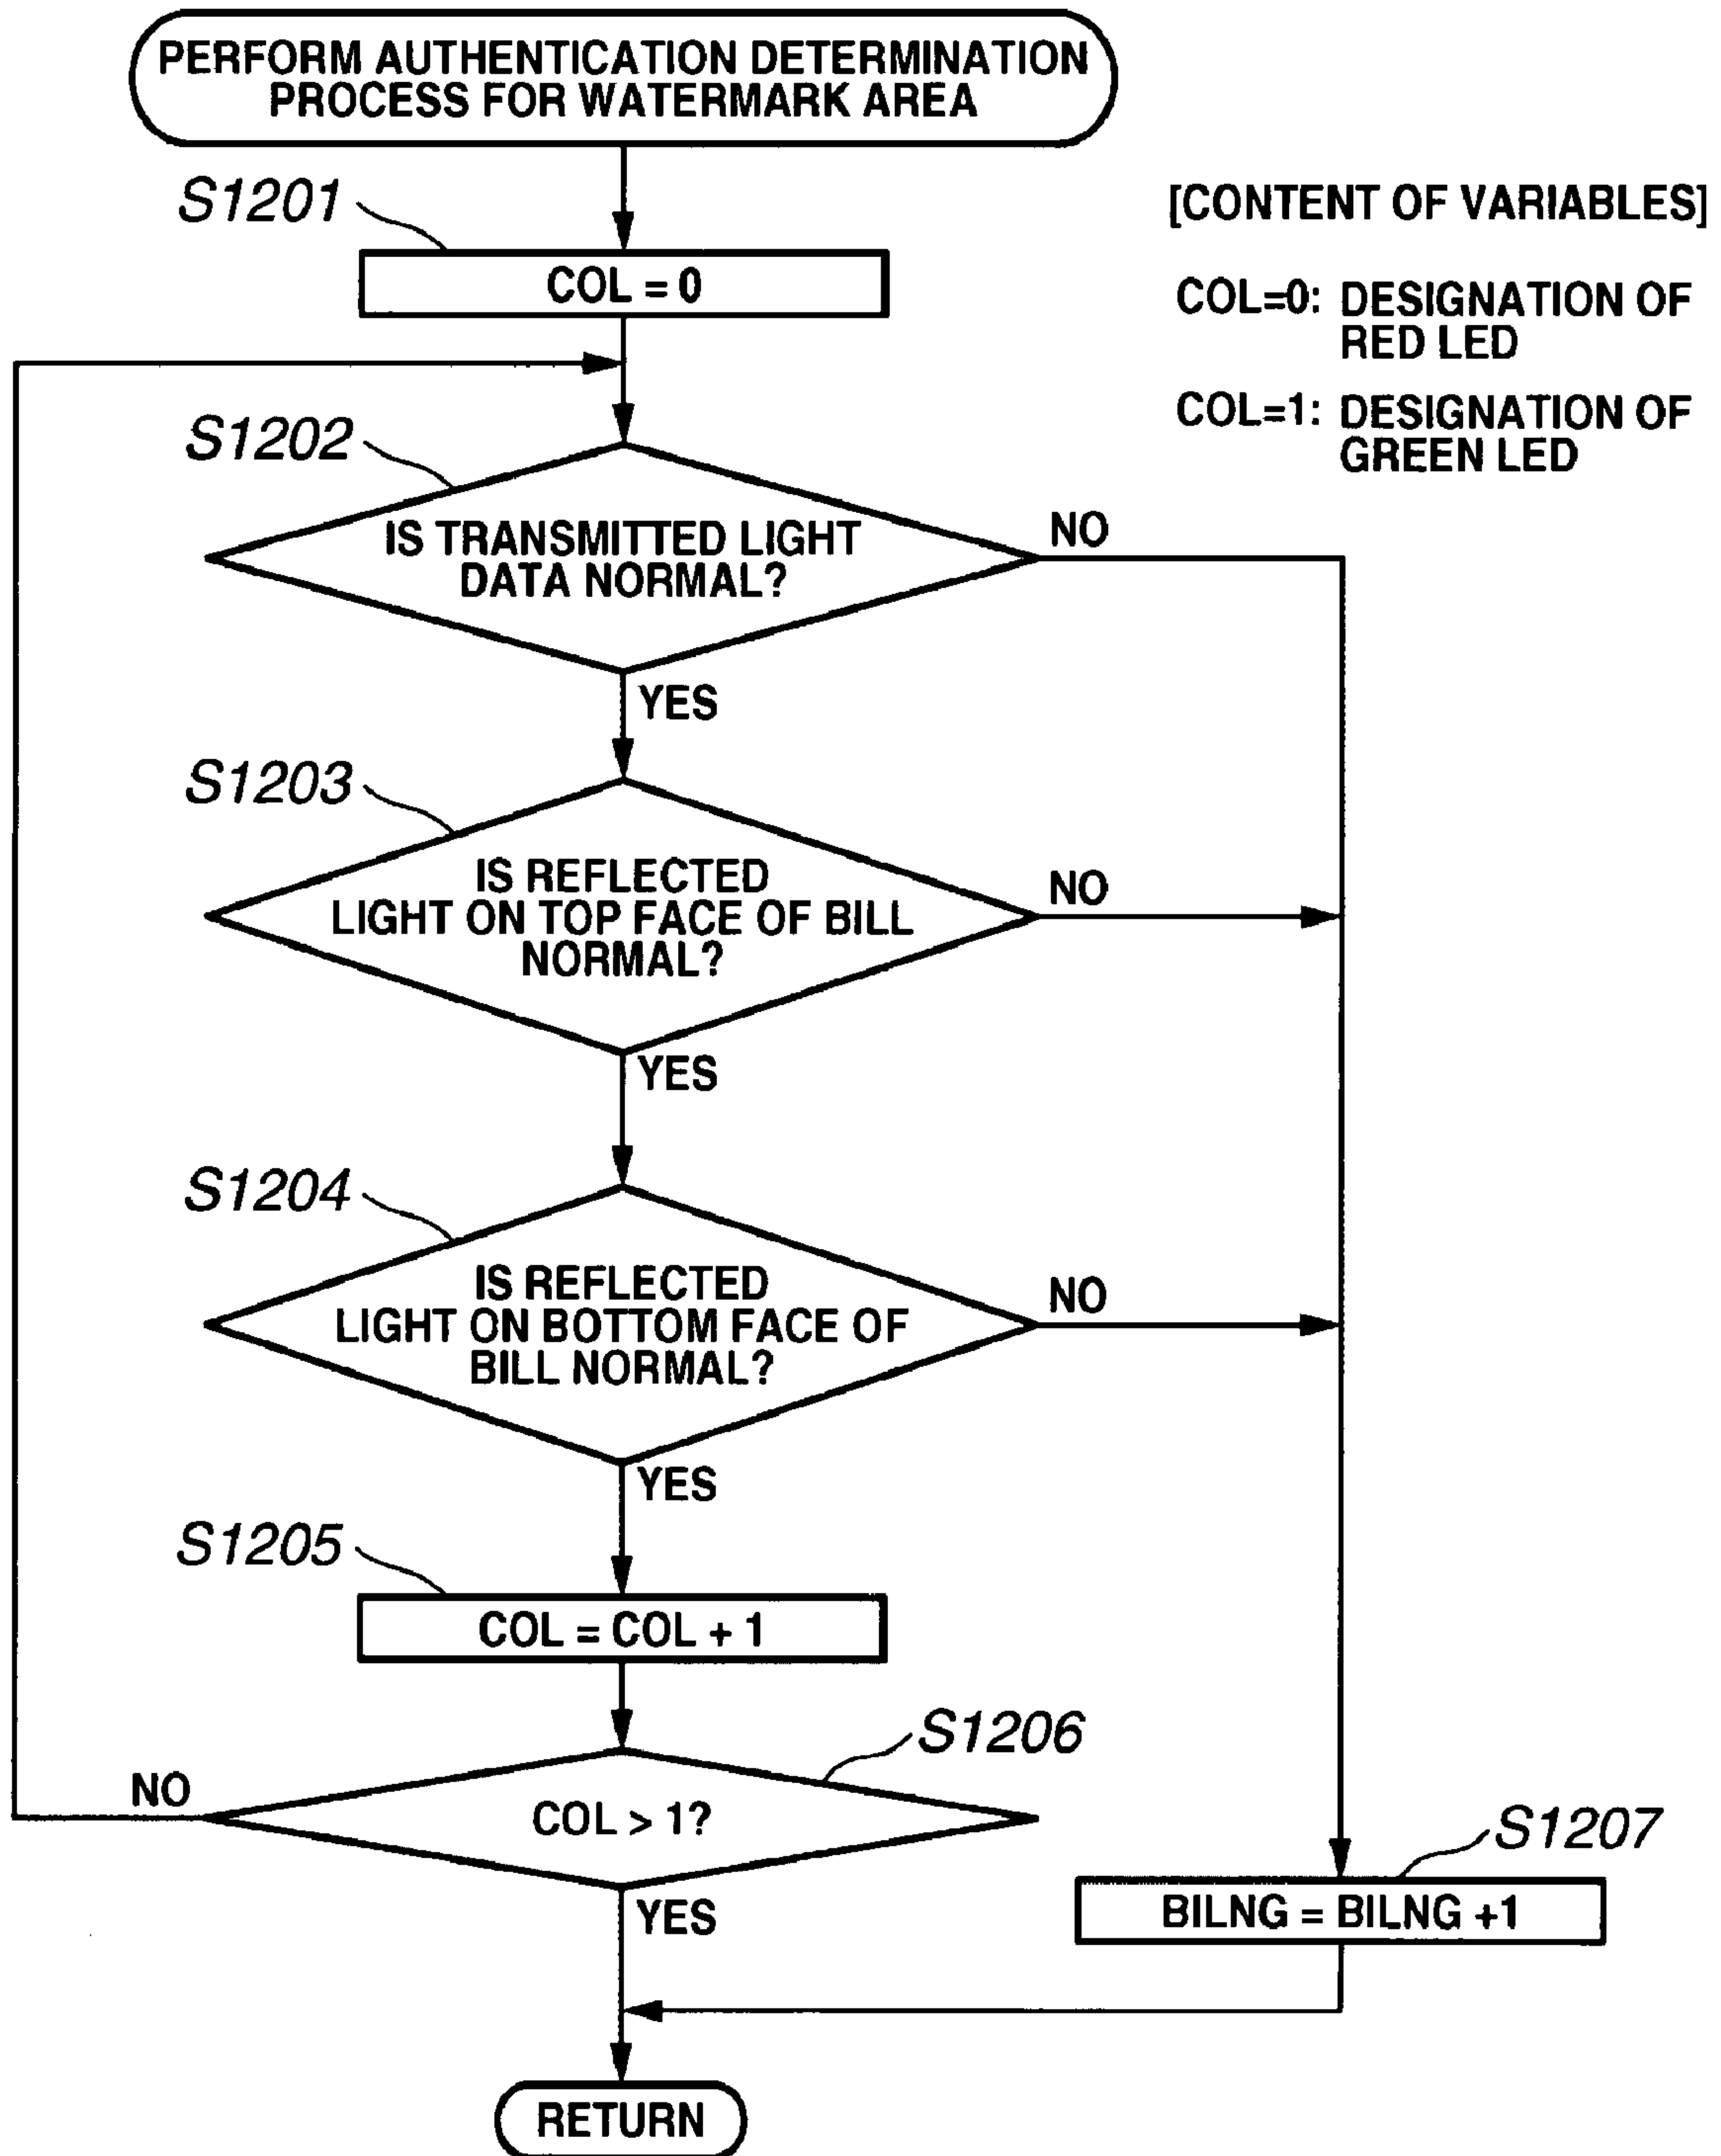 PERFORM AUTHENTICATION DETERMINATION
PROCESS FOR WATERMARK AREA
S1201
[CONTENT OF VARIABLES]
COL = 0
COL=0: DESIGNATION OF
RED LED
COL=1: DESIGNATION OF
GREEN LED
S1202
IS TRANSMITTED LIGHT
DATA NORMAL?
NO
YES
S1203
IS REFLECTED
LIGHT ON TOP FACE OF BILL
NORMAL?
NO
YES
S1204
IS REFLECTED
LIGHT ON BOTTOM FACE OF
BILL NORMAL?
NO
YES
S1205
COL = COL + 1
S1206
NO
COL > 1?
YES
S1207
BILNG = BILNG +1
RETURN